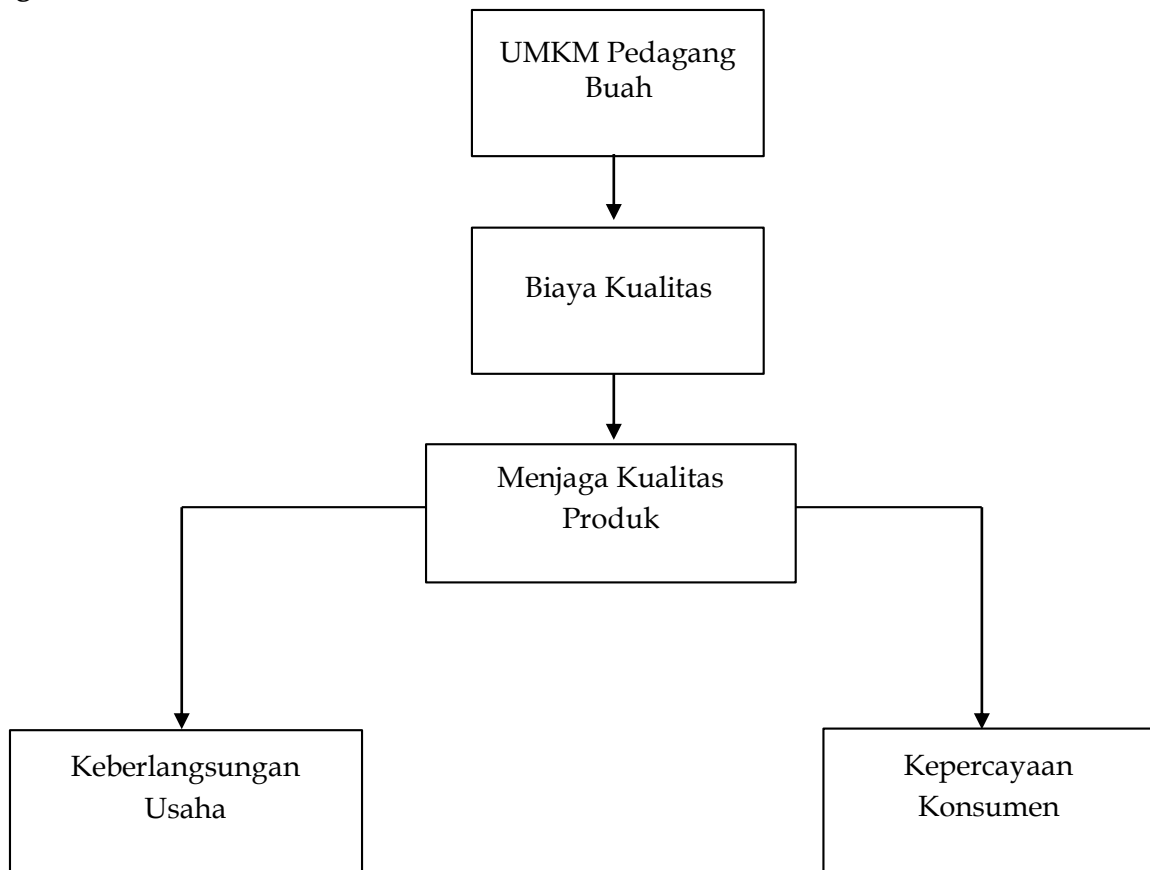 UMKM Pedagang
Buah
Biaya Kualitas
Menjaga Kualitas
Produk
Keberlangsungan
Usaha
Kepercayaan
Konsumen